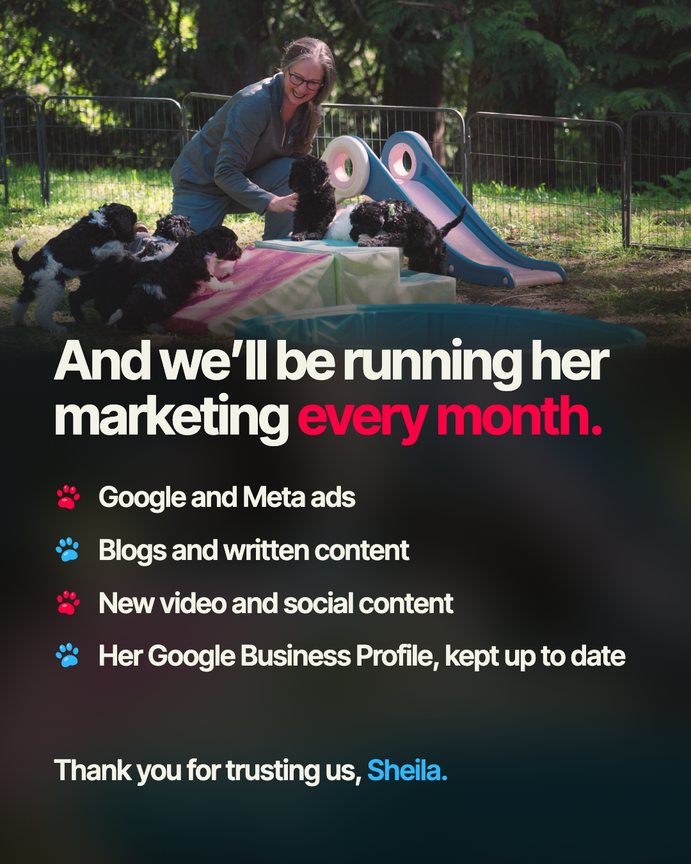 And we’ll be running her
marketing every month.
Google and Meta ads
Blogs and written content
New video and social content
Her Google Business Profile, kept up to date
Thank you for trusting us, Sheila.